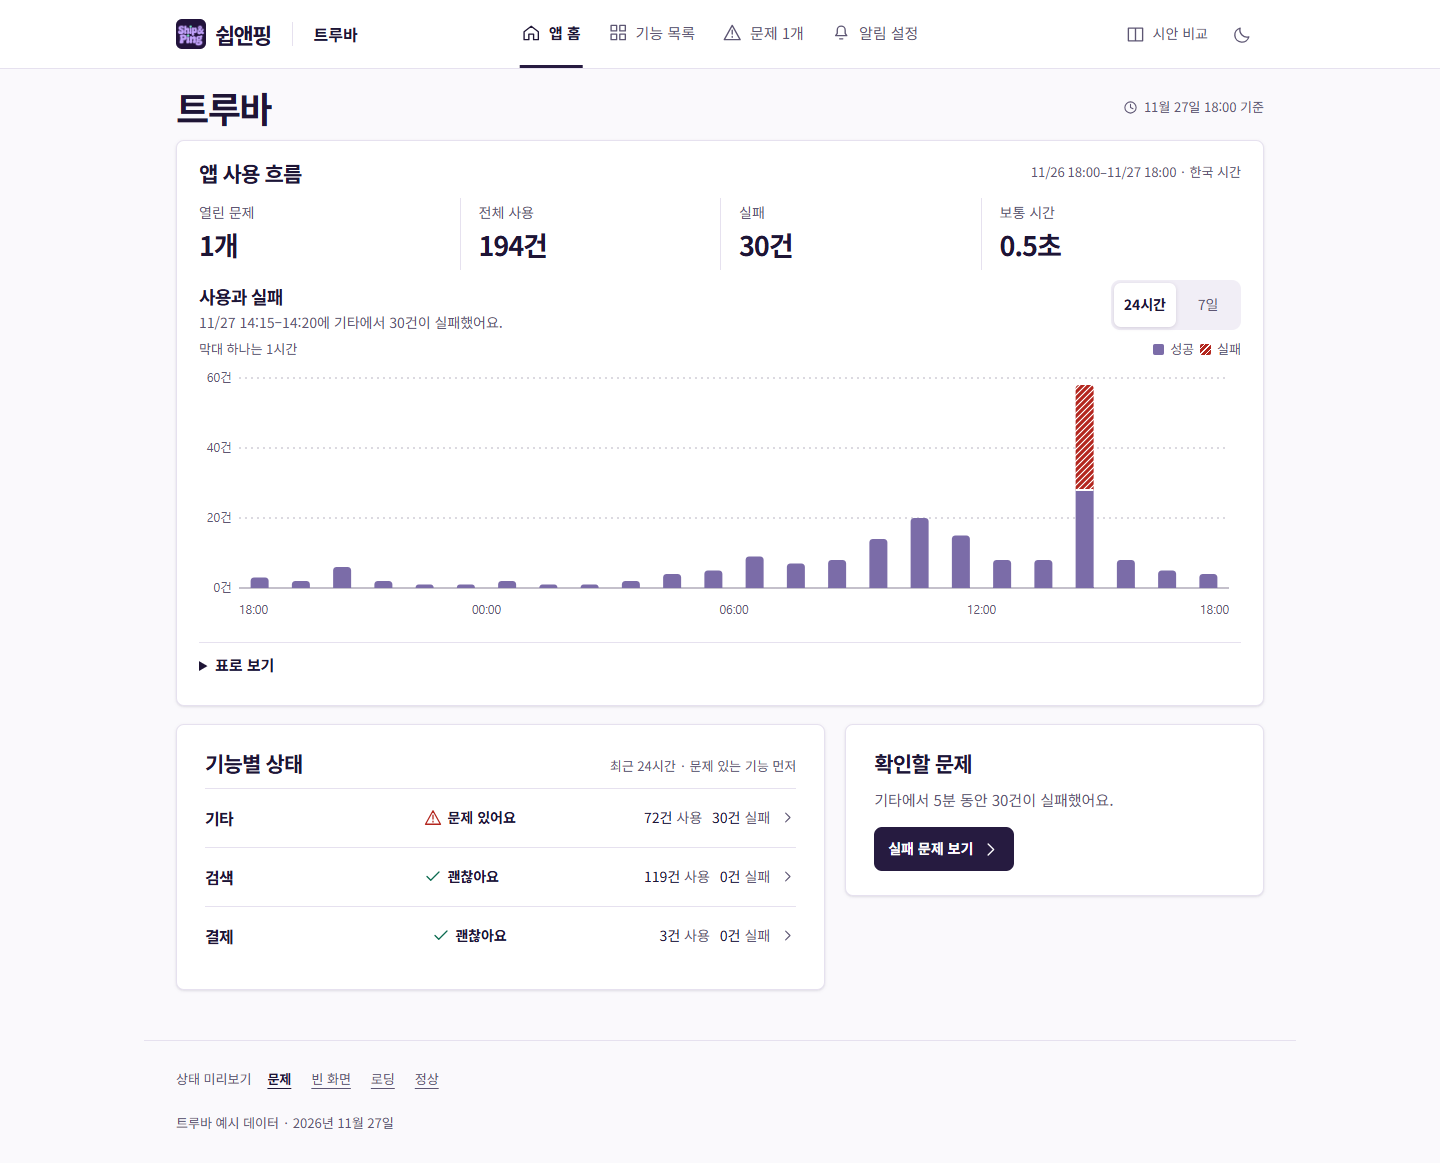 Ship& Ping 쉽앤핑 트루바 앱 홈 기능 목록 문제 1개 알림 설정 시안 비교
트루바 11월 27일 18:00 기준
앱 사용 흐름 11/26 18:00–11/27 18:00 · 한국 시간
열린 문제 전체 사용 실패 보통 시간
1개 194건 30건 0.5초
사용과 실패 24시간 7일
11/27 14:15–14:20에 기타에서 30건이 실패했어요.
막대 하나는 1시간 성공 실패
60건
40건
20건
0건
18:00 00:00 06:00 12:00 18:00
표로 보기
기능별 상태 최근 24시간 · 문제 있는 기능 먼저
기타 문제 있어요 72건 사용 30건 실패
검색 괜찮아요 119건 사용 0건 실패
결제 괜찮아요 3건 사용 0건 실패
확인할 문제
기타에서 5분 동안 30건이 실패했어요.
실패 문제 보기
상태 미리보기 문제 빈 화면 로딩 정상
트루바 예시 데이터 · 2026년 11월 27일